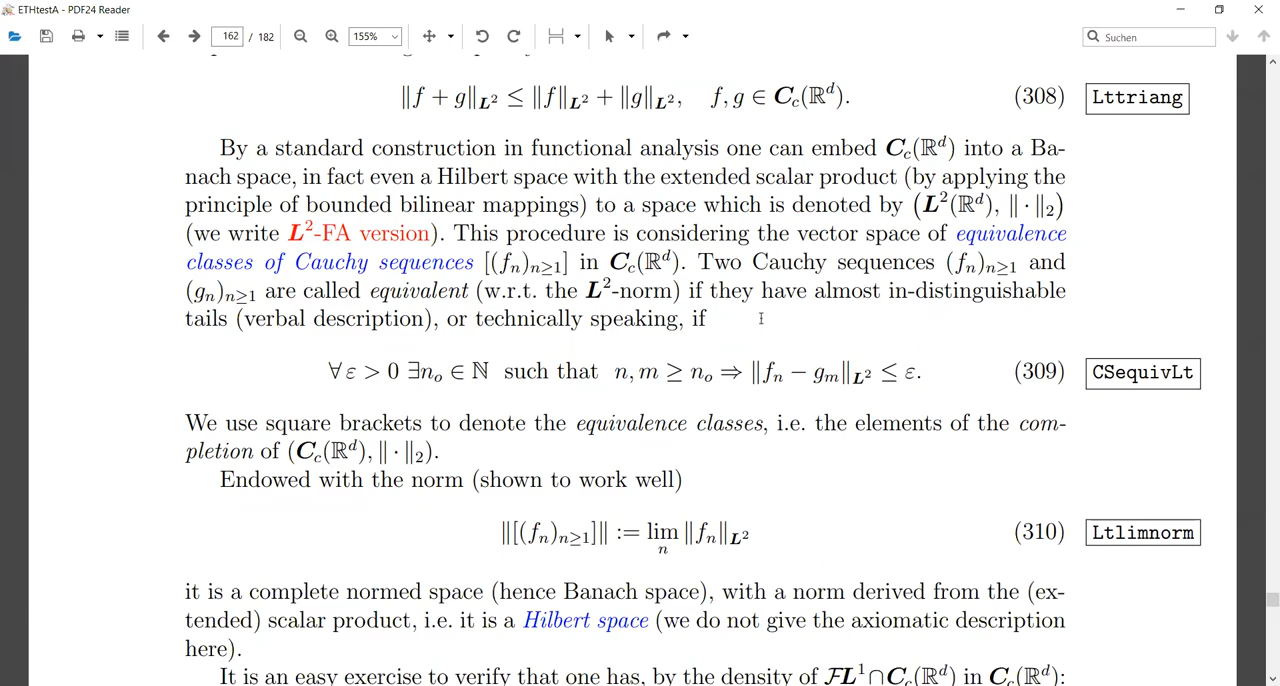 ETHtestA - PDF24 Reader
162 / 182 155% Suchen
‖f + g‖_{L²} ≤ ‖f‖_{L²} + ‖g‖_{L²}, f, g ∈ C_c(ℝ^d). (308) Lttriang
By a standard construction in functional analysis one can embed C_c(ℝ^d) into a Ba-
nach space, in fact even a Hilbert space with the extended scalar product (by applying the
principle of bounded bilinear mappings) to a space which is denoted by (L²(ℝ^d), ‖ · ‖₂)
(we write L²-FA version). This procedure is considering the vector space of equivalence
classes of Cauchy sequences [(f_n)_{n≥1}] in C_c(ℝ^d). Two Cauchy sequences (f_n)_{n≥1} and
(g_n)_{n≥1} are called equivalent (w.r.t. the L²-norm) if they have almost in-distinguishable
tails (verbal description), or technically speaking, if
∀ ε > 0 ∃n_o ∈ ℕ such that n, m ≥ n_o ⇒ ‖f_n − g_m‖_{L²} ≤ ε. (309) CSequivLt
We use square brackets to denote the equivalence classes, i.e. the elements of the com-
pletion of (C_c(ℝ^d), ‖ · ‖₂).
Endowed with the norm (shown to work well)
‖[(f_n)_{n≥1}]‖ := lim_n ‖f_n‖_{L²} (310) Ltlimnorm
it is a complete normed space (hence Banach space), with a norm derived from the (ex-
tended) scalar product, i.e. it is a Hilbert space (we do not give the axiomatic description
here).
It is an easy exercise to verify that one has, by the density of ℱL¹∩C_c(ℝ^d) in C_c(ℝ^d):